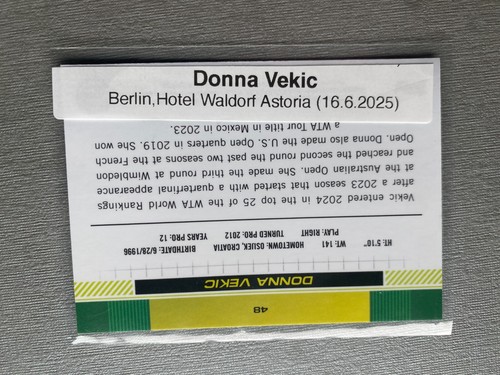 Donna Vekic
Berlin,Hotel Waldorf Astoria (16.6.2025)
48
DONNA VEKIC
HT: 5'10" WT: 141 HOMETOWN: OSIJEK, CROATIA BIRTHDATE: 6/28/1996
PLAY: RIGHT TURNED PRO: 2012 YEARS PRO: 12
Vekic entered 2024 in the top 25 of the WTA World Rankings
after a 2023 season that started with a quarterfinal appearance
at the Australian Open. She made the third round at Wimbledon
and reached the second round the past two seasons at the French
Open. Donna also made the U.S. Open quarters in 2019. She won
a WTA Tour title in Mexico in 2023.